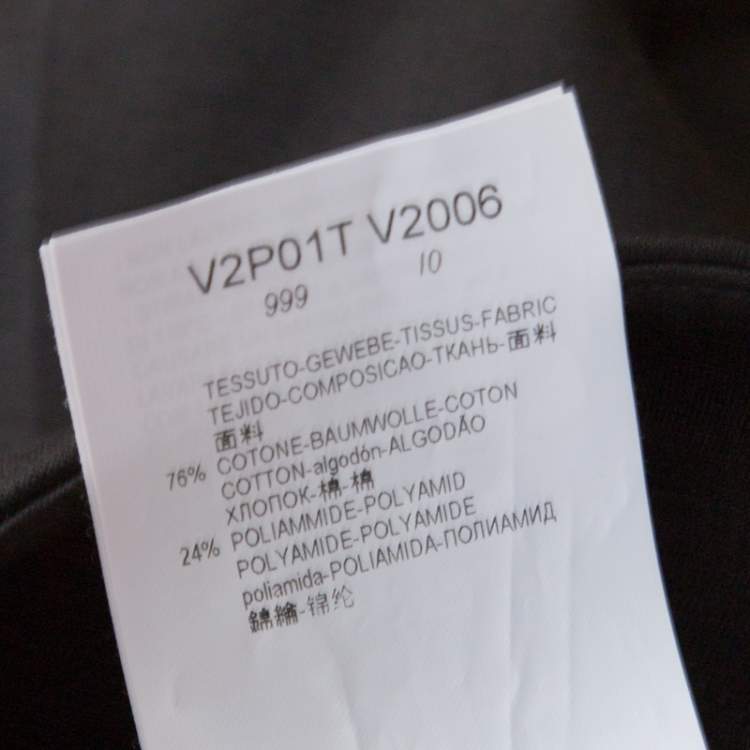 V2P01T V2006
999 10
TESSUTO-GEWEBE-TISSUS-FABRIC
TEJIDO-COMPOSICAO-ТКАНЬ-面料
面料
76% COTONE-BAUMWOLLE-COTON
COTTON-algodón-ALGODÃO
ХЛОПОК-棉-棉
24% POLIAMMIDE-POLYAMID
POLYAMIDE-POLYAMIDE
poliamida-POLIAMIDA-ПОЛИАМИД
錦綸-锦纶